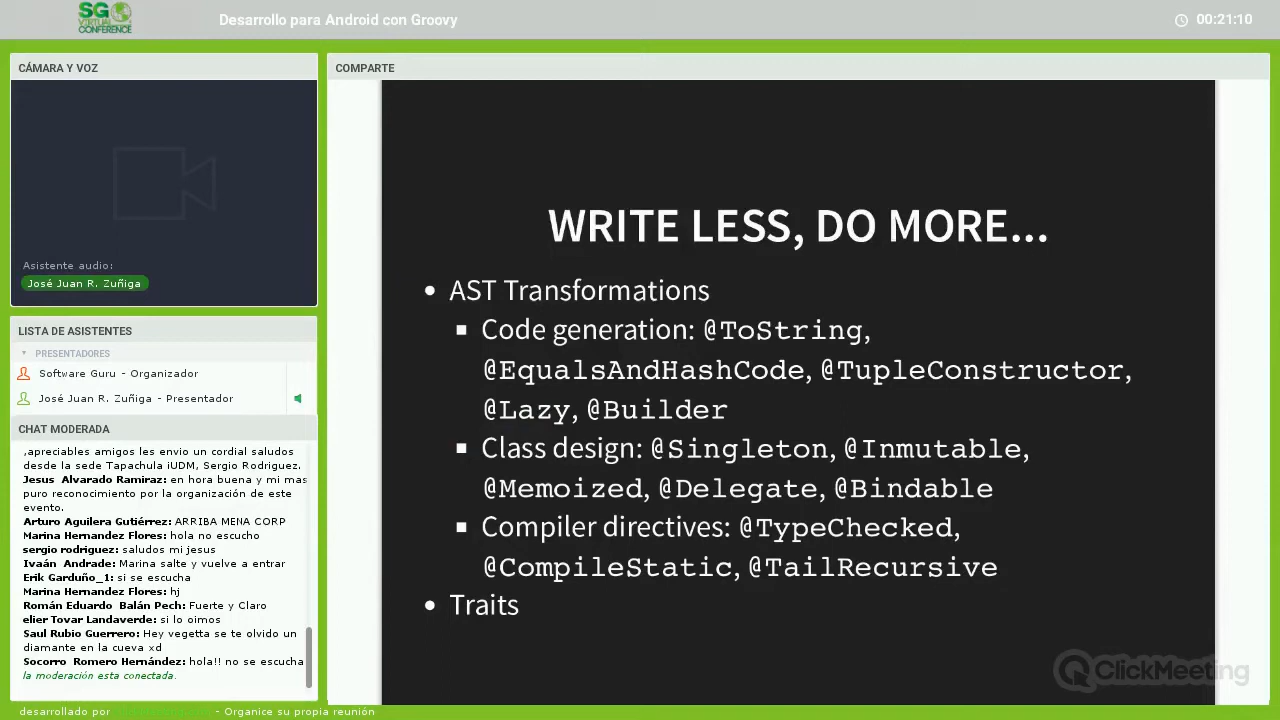 SG
VIRTUAL
CONFERENCE
Desarrollo para Android con Groovy
00:21:10
CÁMARA Y VOZ
Asistente audio:
José Juan R. Zuñiga
LISTA DE ASISTENTES
PRESENTADORES
Software Guru - Organizador
José Juan R. Zuñiga - Presentador
CHAT MODERADA
,apreciables amigos les envio un cordial saludos
desde la sede Tapachula iUDM, Sergio Rodriguez.
Jesus Alvarado Ramiraz: en hora buena y mi mas
puro reconocimiento por la organización de este
evento.
Arturo Aguilera Gutiérrez: ARRIBA MENA CORP
Marina Hernandez Flores: hola no escucho
sergio rodriguez: saludos mi jesus
Ivaán Andrade: Marina salte y vuelve a entrar
Erik Garduño_1: si se escucha
Marina Hernandez Flores: hj
Román Eduardo Balán Pech: Fuerte y Claro
elier Tovar Landaverde: si lo oimos
Saul Rubio Guerrero: Hey vegetta se te olvido un
diamante en la cueva xd
Socorro Romero Hernández: hola!! no se escucha
la moderación esta conectada.
desarrollado por - Organice su propia reunión
COMPARTE
WRITE LESS, DO MORE...
• AST Transformations
▪ Code generation: @ToString,
@EqualsAndHashCode, @TupleConstructor,
@Lazy, @Builder
▪ Class design: @Singleton, @Inmutable,
@Memoized, @Delegate, @Bindable
▪ Compiler directives: @TypeChecked,
@CompileStatic, @TailRecursive
• Traits
ClickMeeting